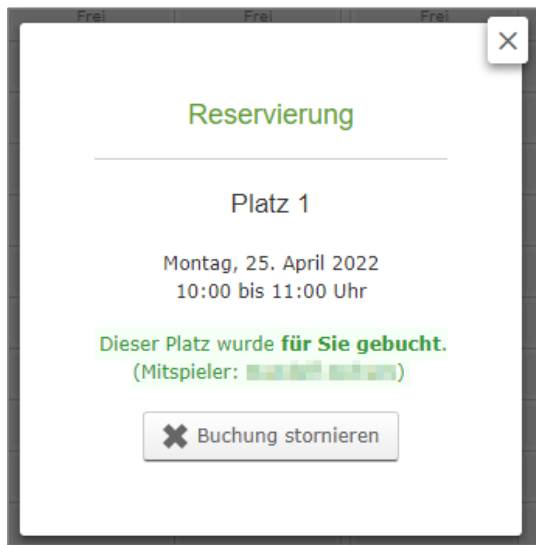 Frei Frei Frei
Reservierung
Platz 1
Montag, 25. April 2022
10:00 bis 11:00 Uhr
Dieser Platz wurde für Sie gebucht.
(Mitspieler: )
Buchung stornieren